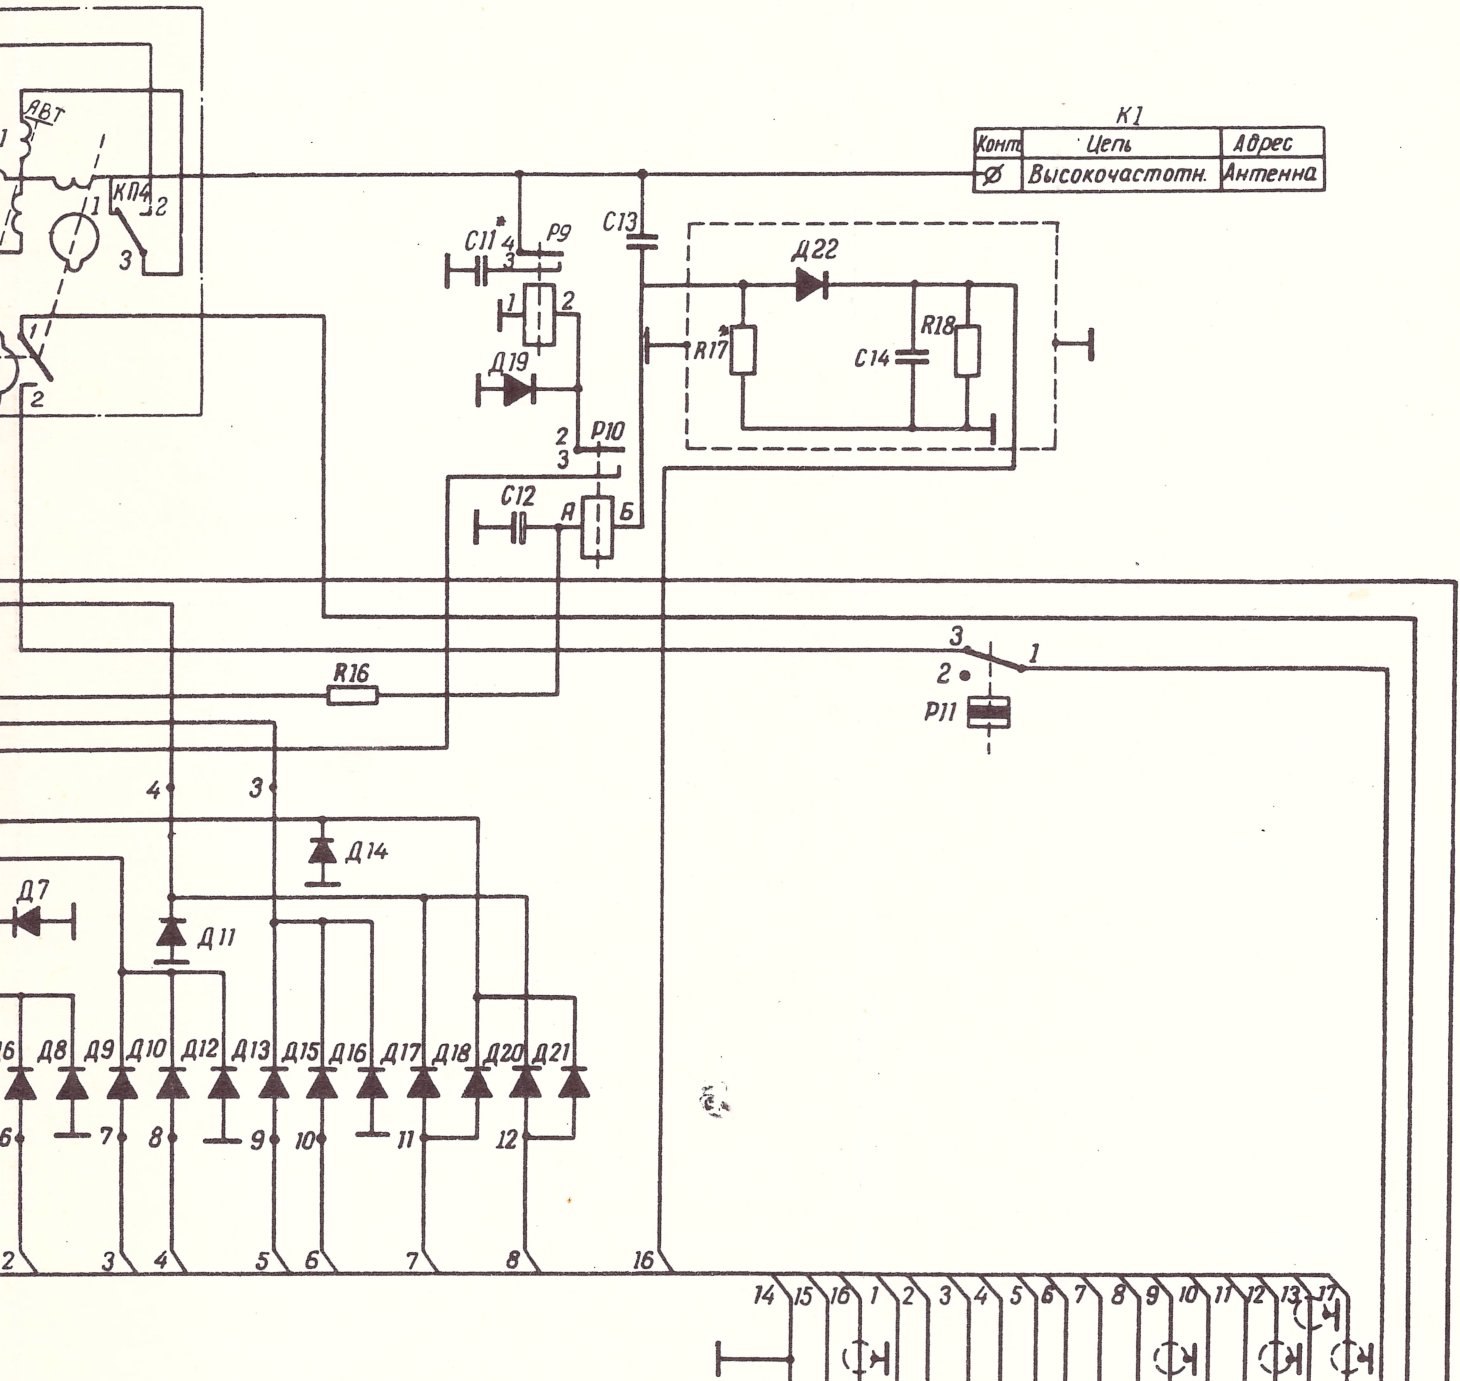 К1
Конт Цепь Адрес
Ø Высокочастотн. Антенна
АВТ
1
КП4
1 2
3
С13
*
С11 4 Р9
3
1 2
Д22
*
R17
С14
R18
Д19
1
2
2 Р10
3
С12
А Б
3
1
2
Р11
R16
4 3
Д14
Д7
Д11
Д8 Д9 Д10 Д12 Д13 Д15 Д16 Д17 Д18 Д20 Д21
6 7 8 9 10 11 12
2 3 4 5 6 7 8 16
14 15 16 1 2 3 4 5 6 7 8 9 10 11 12 13 17